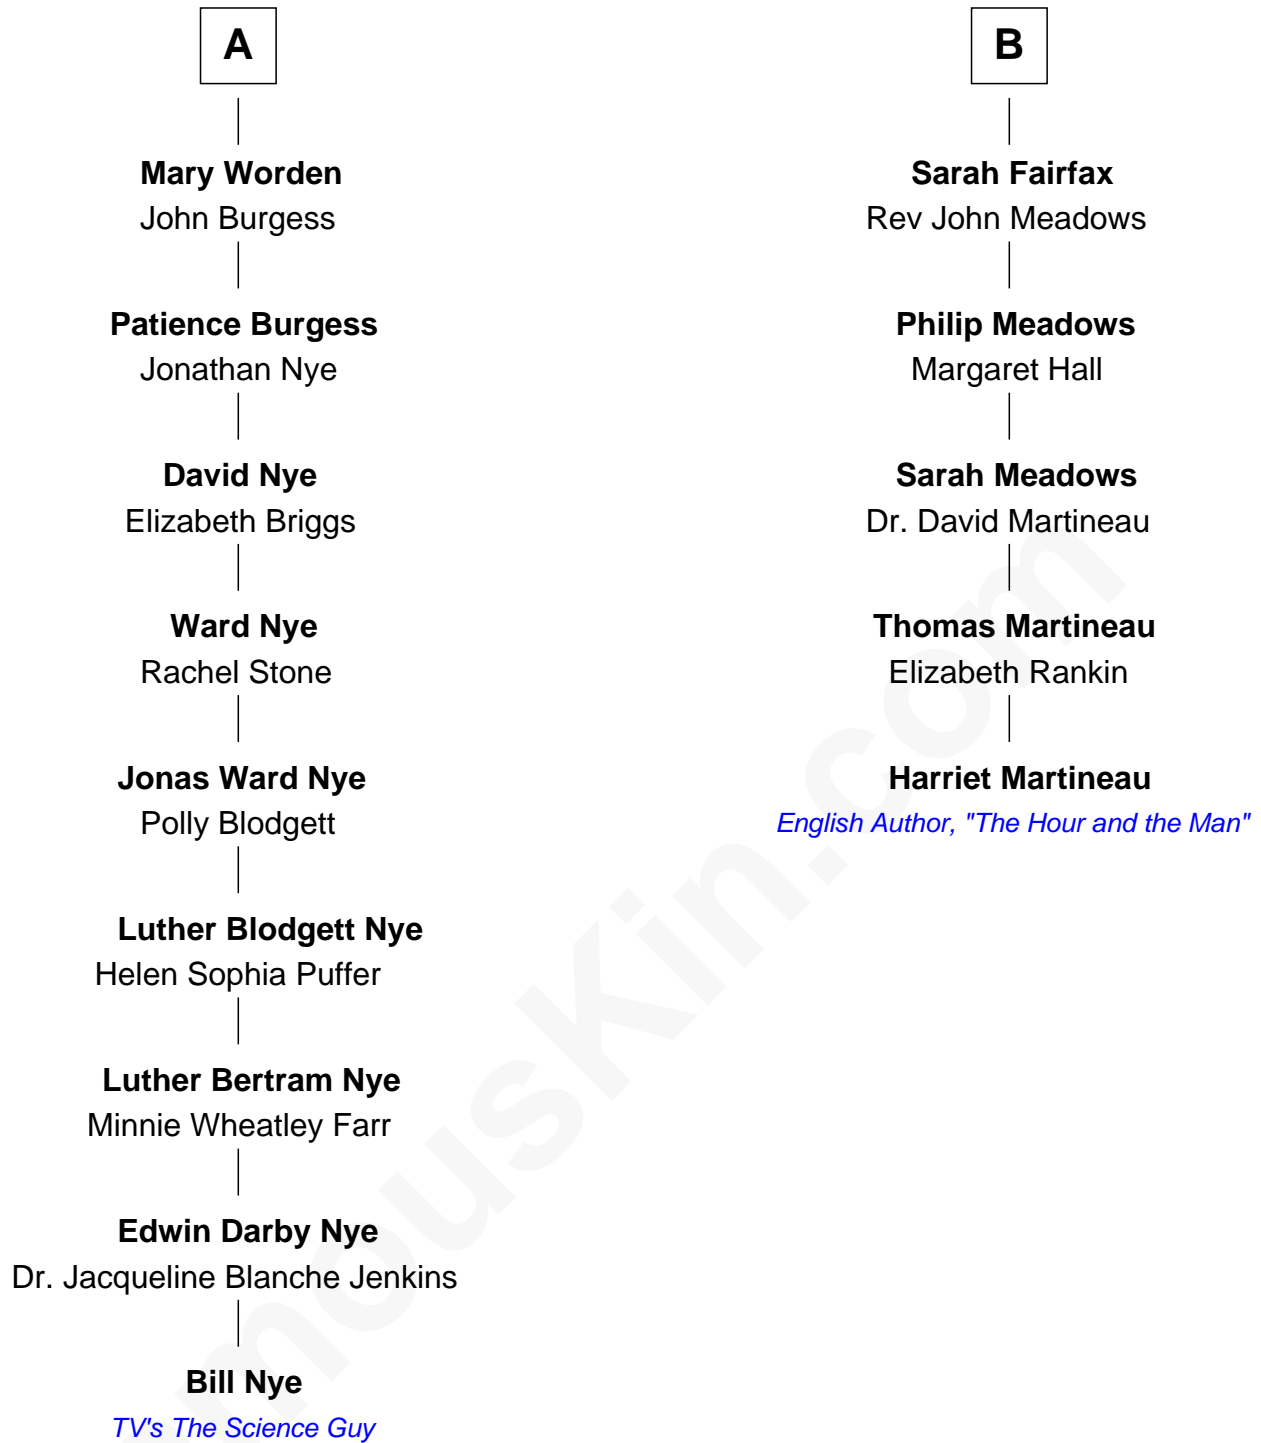 A
Mary Worden
John Burgess
Patience Burgess
Jonathan Nye
David Nye
Elizabeth Briggs
Ward Nye
Rachel Stone
Jonas Ward Nye
Polly Blodgett
Luther Blodgett Nye
Helen Sophia Puffer
Luther Bertram Nye
Minnie Wheatley Farr
Edwin Darby Nye
Dr. Jacqueline Blanche Jenkins
Bill Nye
TV's The Science Guy
B
Sarah Fairfax
Rev John Meadows
Philip Meadows
Margaret Hall
Sarah Meadows
Dr. David Martineau
Thomas Martineau
Elizabeth Rankin
Harriet Martineau
English Author, "The Hour and the Man"
mouskin.com